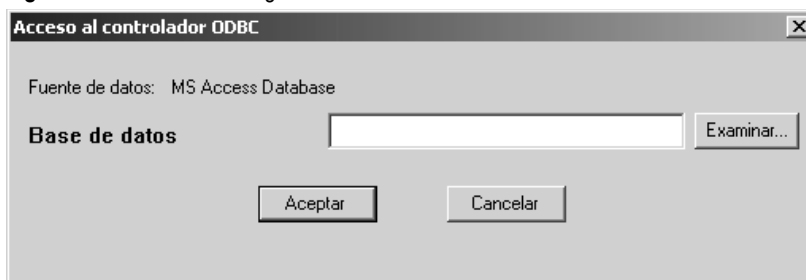 Acceso al controlador ODBC
Fuente de datos: MS Access Database
Base de datos
Examinar...
Aceptar
Cancelar